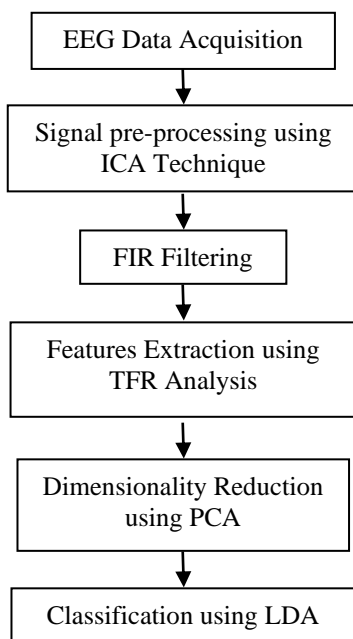 EEG Data Acquisition
Signal pre-processing using
ICA Technique
FIR Filtering
Features Extraction using
TFR Analysis
Dimensionality Reduction
using PCA
Classification using LDA